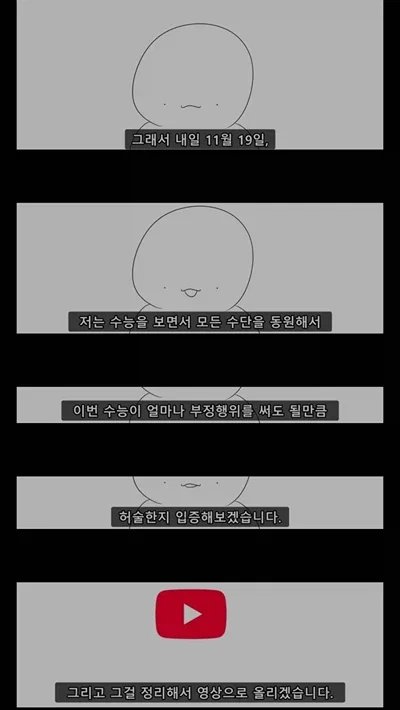 그래서 내일 11월 19일,
저는 수능을 보면서 모든 수단을 동원해서
이번 수능이 얼마나 부정행위를 써도 될만큼
허술한지 입증해보겠습니다.
그리고 그걸 정리해서 영상으로 올리겠습니다.